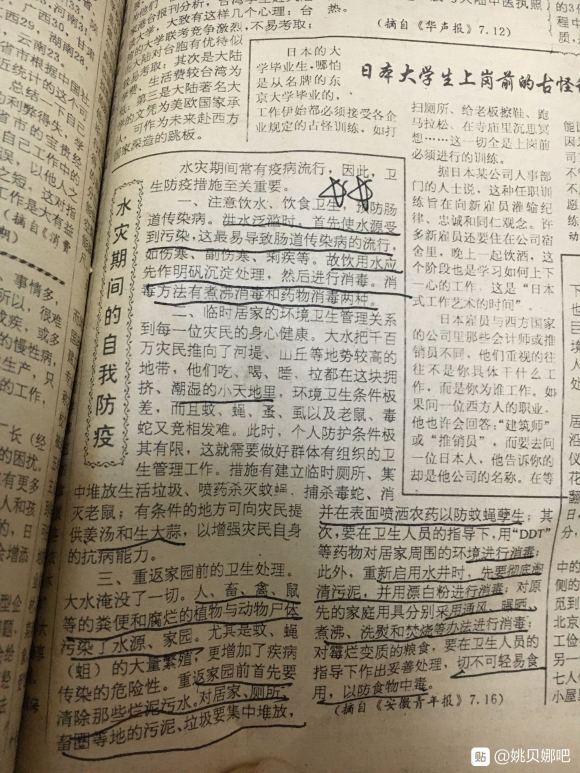 (摘自《华声报》7.12)
日本的大
学毕业生，哪怕
是从名牌的东
京大学毕业的，
工作伊始都必须接受各企
业规定的古怪训练。如打
日本大学生上岗前的古怪
扫厕所、给老板擦鞋、跑
马拉松、在寺庙里沉思冥
想……这一切是上岗前
必须进行的训练。
据日本某公司人事部
门的人士说，这种任职训
练旨在向新雇员灌输纪
律、忠诚和同仁观念。许
多新雇员还要住在公司宿
舍里，晚上一起饮酒，这
个阶段也是学习如何上下
一心的工作。这是“日本
式工作艺术的时间”。
日本雇员与西方国家
的公司里那些会计师或推
销员不同，他们重视的往
往不是你具体干什么工
作，而是你为谁工作。如
果问一位西方人的职业，
他也许会回答：“建筑师”
或“推销员”，而要去问
一位日本人，他告诉你的
却是他公司的名称。在等
水灾期间的自我防疫
水灾期间常有疫病流行，因此，卫
生防疫措施至关重要。
一、注意饮水、饮食卫生，预防肠
道传染病。洪水泛滥时，首先使水源受
到污染，这最易导致肠道传染病的流行，
如伤寒、副伤寒、痢疾等。故饮用水应
先作明矾沉淀处理，然后进行消毒。消
毒方法有煮沸消毒和药物消毒两种。
二、临时居家的环境卫生管理关系
到每一位灾民的身心健康。大水把千百
万灾民推向了河堤、山丘等地势较高的
地带，他们吃、喝、睡、拉都在这块拥
挤、潮湿的小天地里，环境卫生条件极
差，而且蚊、蝇、蚤、虱以及老鼠、毒
蛇又竞相发难。此时，个人防护条件极
其有限，这就需要做好群体有组织的卫
生管理工作。措施有建立临时厕所、集
中堆放生活垃圾、喷药杀灭蚊蝇、捕杀毒蛇、消
灭老鼠；有条件的地方可向灾民提
供姜汤和生大蒜，以增强灾民自身
的抗病能力。
三、重返家园前的卫生处理。
大水淹没了一切。人、畜、禽、鼠
等的粪便和腐烂的植物与动物尸体
污染了水源、家园。尤其是蚊、蝇
（蛆）的大量繁殖，更增加了疾病
传染的危险性。重返家园前首先要
清除那些烂泥污水。对居家、厕所、
畜圈等地的污泥、垃圾要集中堆放，
并在表面喷洒农药以防蚊蝇孳生；其
次，要在卫生人员的指导下，用“DDT”
等药物对居家周围的环境进行消毒；
此外，重新启用水井时，先要彻底淘
清污泥，并用漂白粉进行消毒；对原
先的家庭用具分别采用通风、曝晒、
煮沸、洗熨和焚烧等办法进行消毒；
对霉烂变质的粮食，要在卫生人员的
指导下作出妥善处理，切不可轻易食
用，以防食物中毒。
(摘自《安徽青年报》7.16)
贴 @姚贝娜吧